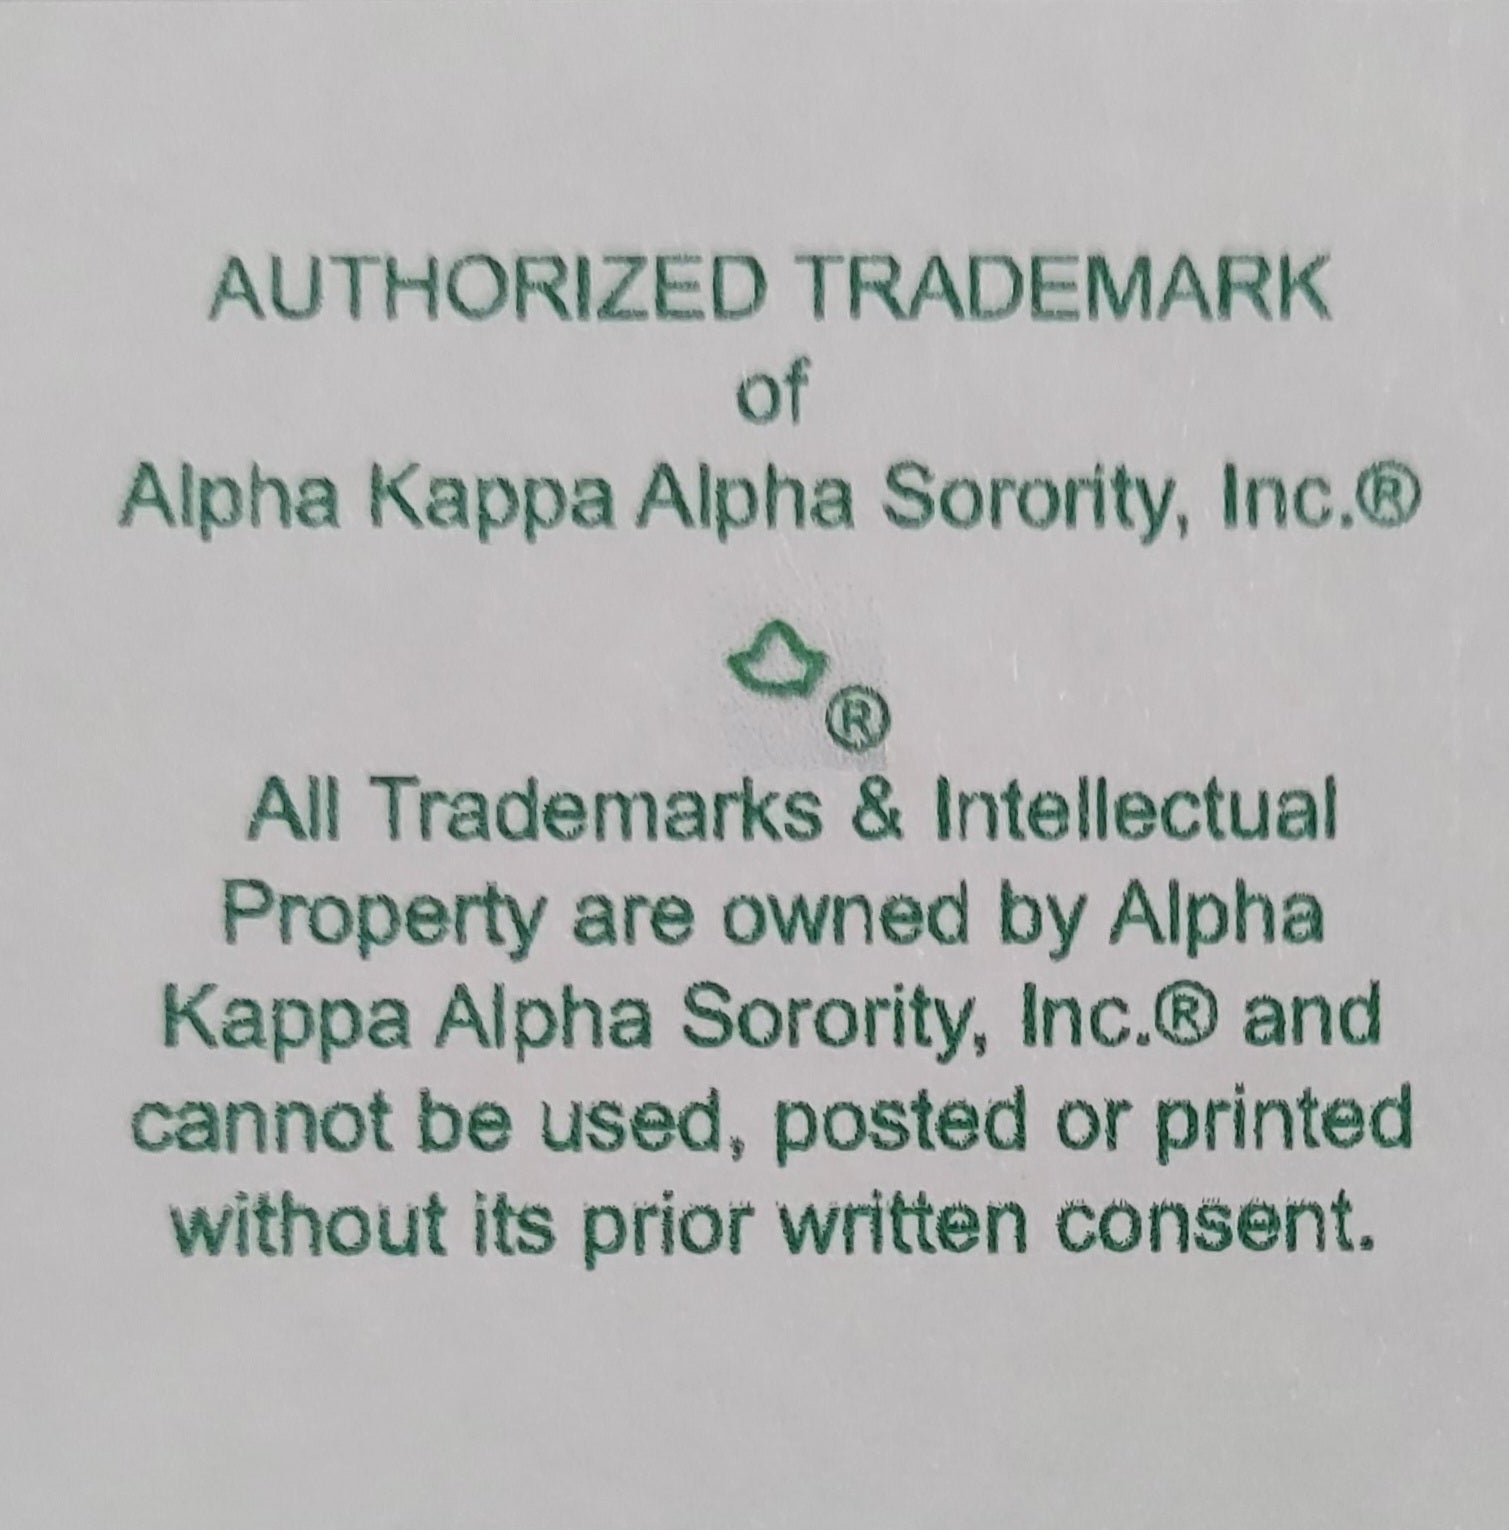 AUTHORIZED TRADEMARK
of
Alpha Kappa Alpha Sorority, Inc.®
®
All Trademarks & Intellectual
Property are owned by Alpha
Kappa Alpha Sorority, Inc.® and
cannot be used, posted or printed
without its prior written consent.